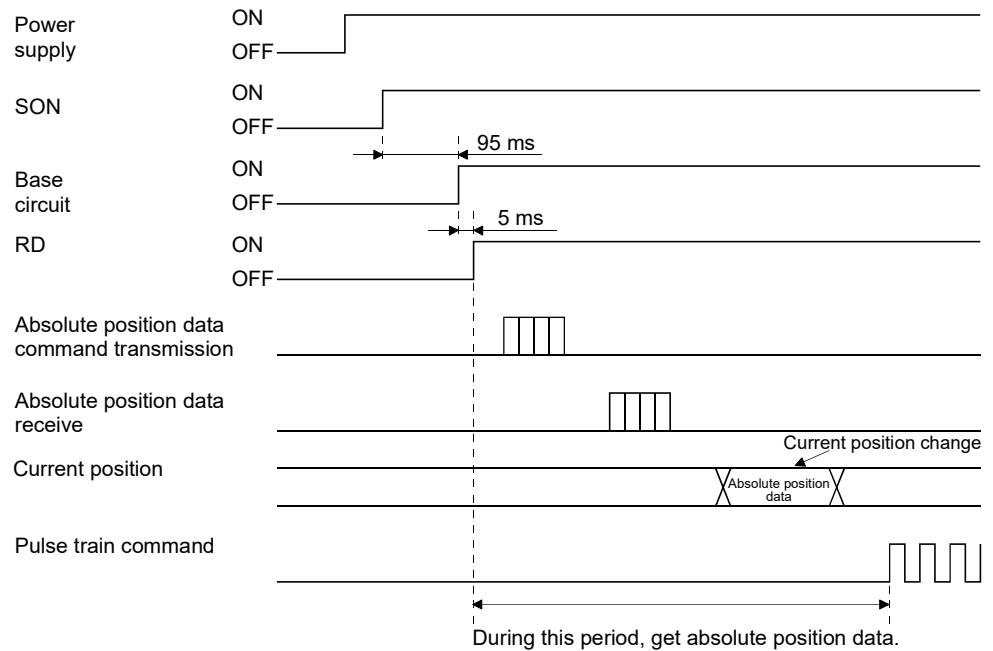 Power
supply
ON
OFF
SON
ON
OFF
95 ms
Base
circuit
ON
OFF
5 ms
RD
ON
OFF
Absolute position data
command transmission
Absolute position data
receive
Current position change
Current position
Absolute position
data
Pulse train command
During this period, get absolute position data.